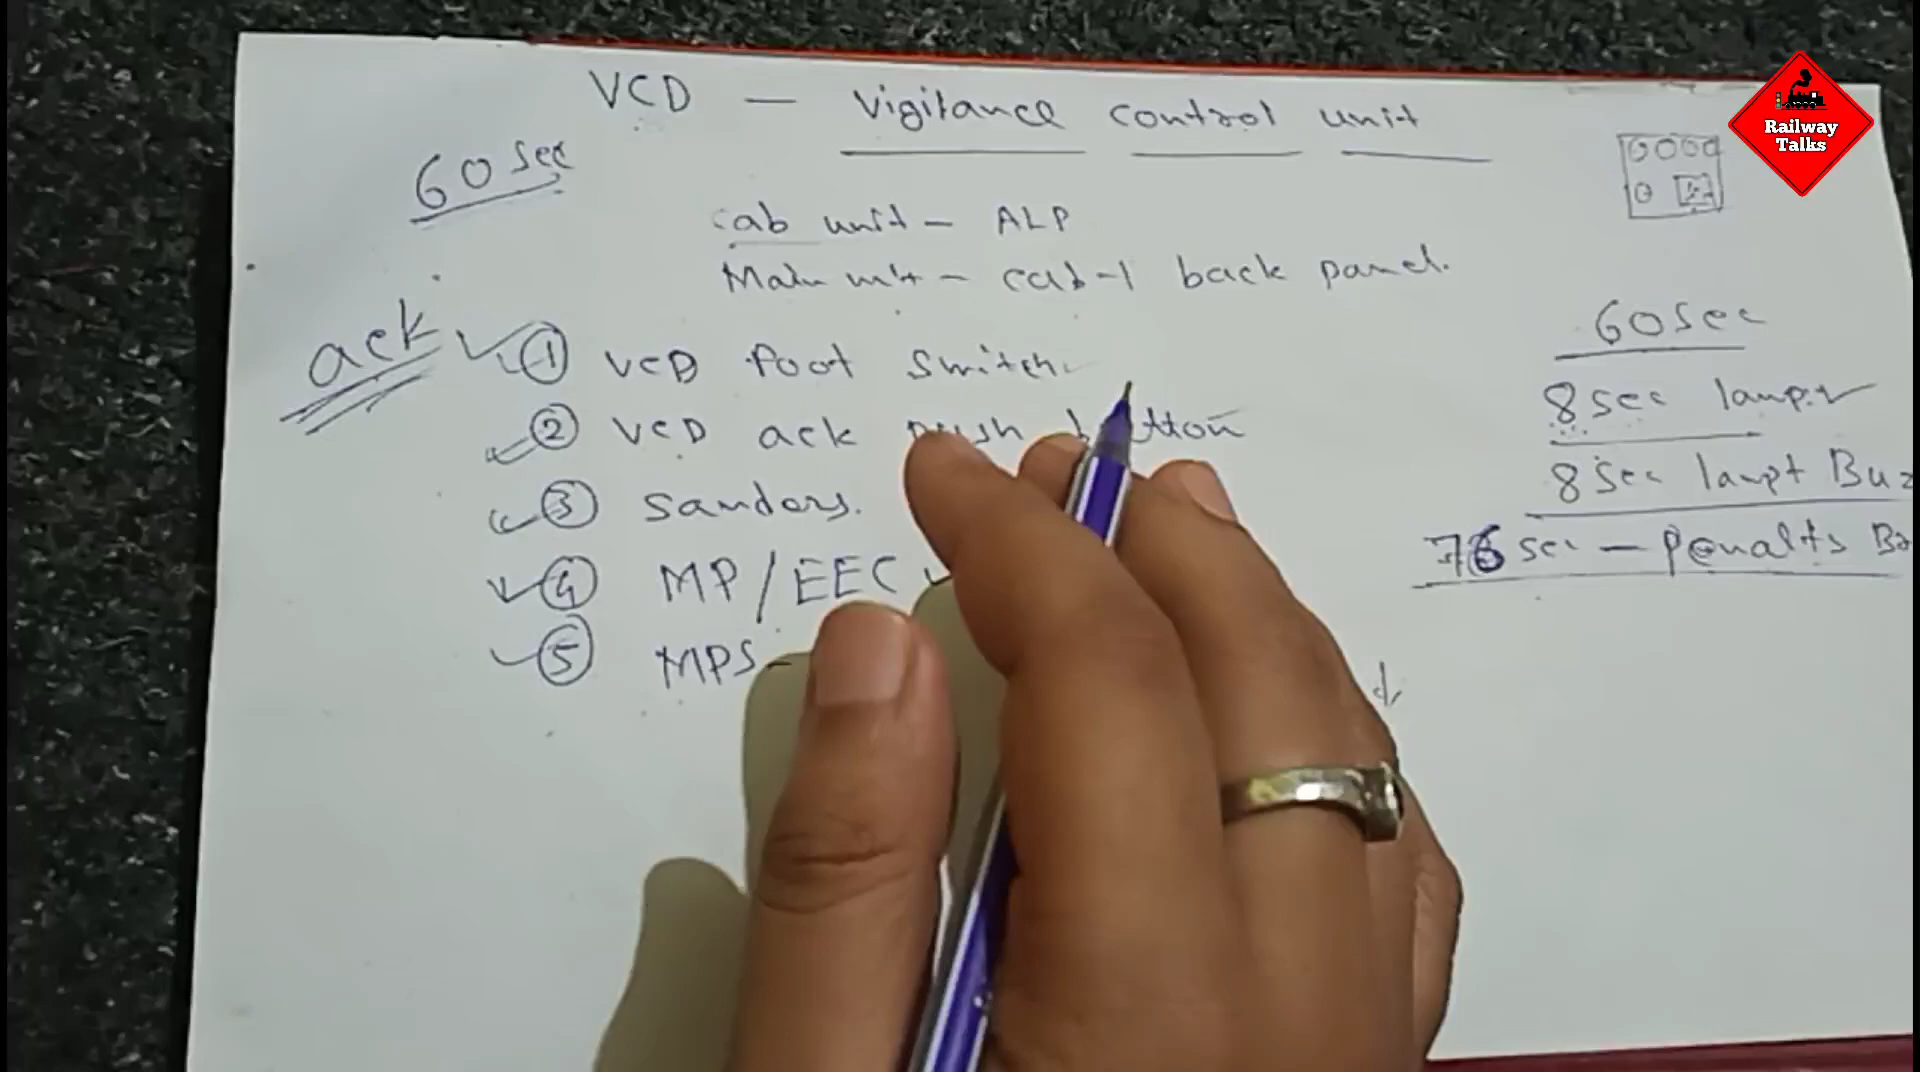 VCD — Vigilance control unit
60 sec
cab unit - ALP
Main unit - cab-1 back panel.
ack
① VCD foot switch.
② VCD ack push button
③ Sanders.
④ MP/EEC
⑤ MPS-
60 sec
8 sec lamp
8 sec lamp+ Buz
76 sec - Penalty
Railway
Talks